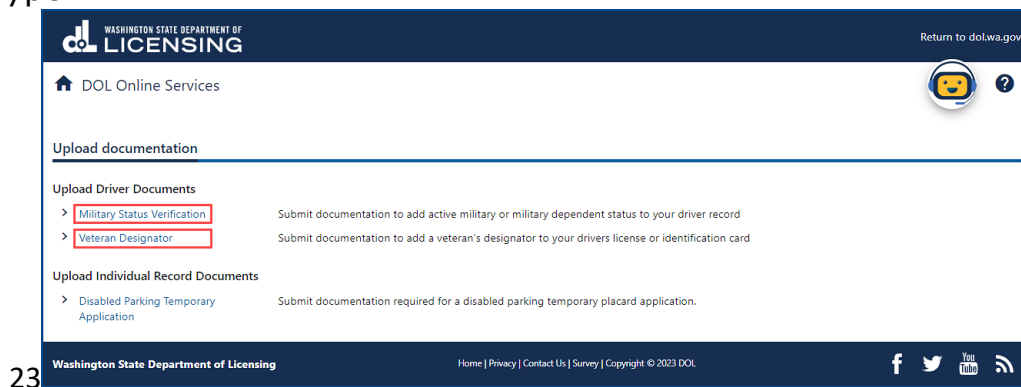 WASHINGTON STATE DEPARTMENT OF
LICENSING
Return to dol.wa.gov
DOL Online Services
Upload documentation
Upload Driver Documents
Military Status Verification Submit documentation to add active military or military dependent status to your driver record
Veteran Designator Submit documentation to add a veteran's designator to your drivers license or identification card
Upload Individual Record Documents
Disabled Parking Temporary Submit documentation required for a disabled parking temporary placard application.
Application
Washington State Department of Licensing Home | Privacy | Contact Us | Survey | Copyright © 2023 DOL You Tube
23